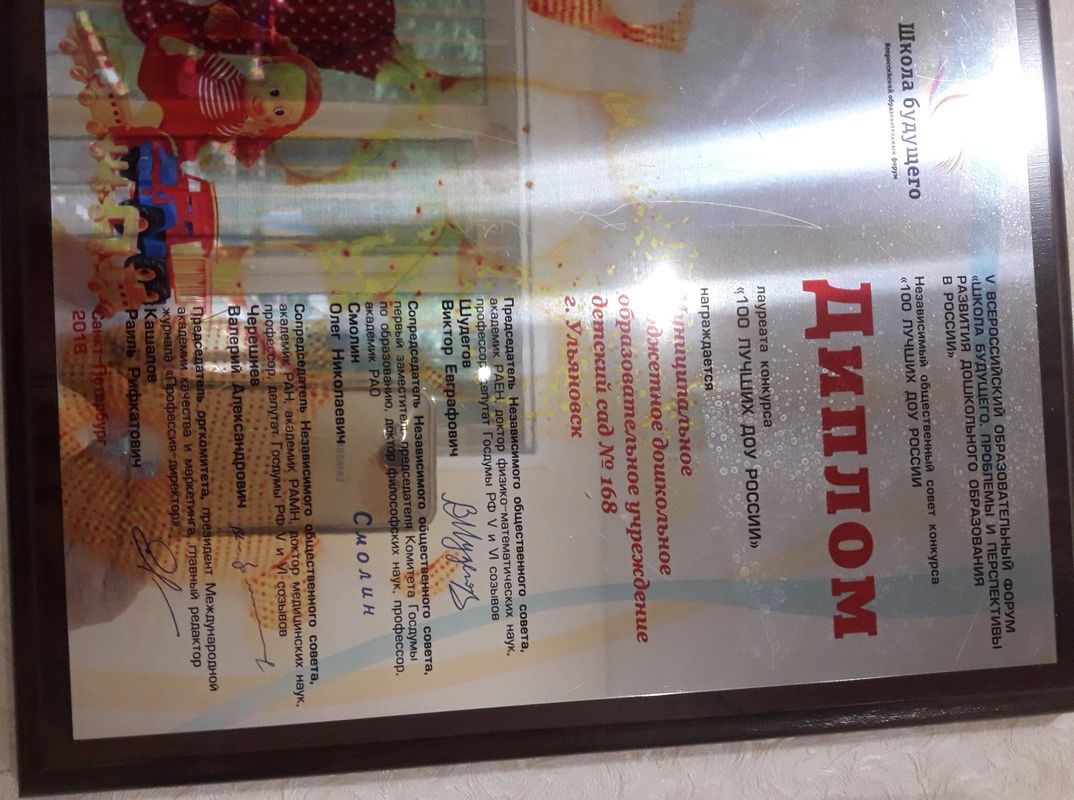 Школа будущего
Всероссийский образовательный форум
V ВСЕРОССИЙСКИЙ ОБРАЗОВАТЕЛЬНЫЙ ФОРУМ
«ШКОЛА БУДУЩЕГО. ПРОБЛЕМЫ И ПЕРСПЕКТИВЫ
РАЗВИТИЯ ДОШКОЛЬНОГО ОБРАЗОВАНИЯ
В РОССИИ»
Независимый общественный совет конкурса
«100 ЛУЧШИХ ДОУ РОССИИ
ДИПЛОМ
лауреата конкурса
«100 ЛУЧШИХ ДОУ РОССИИ»
награждается
Муниципальное
бюджетное дошкольное
образовательное учреждение
детский сад № 168
г. Ульяновск
Председатель Независимого общественного совета,
академик РАЕН, доктор физико-математических наук,
профессор, депутат Госдумы РФ V и VI созывов
Шудегов
Виктор Евграфович
Сопредседатель Независимого общественного совета,
первый заместитель председателя Комитета Госдумы
по образованию, доктор философских наук, профессор,
академик РАО
Смолин
Олег Николаевич
Смолин
Сопредседатель Независимого общественного совета,
академик РАН, академик РАМН, доктор медицинских наук,
профессор, депутат Госдумы РФ V и VI созывов
Черешнев
Валерий Александрович
Председатель оргкомитета, президент Международной
академии качества и маркетинга, главный редактор
журнала «Профессия-директор»
Кашапов
Раиль Рифкатович
Санкт-Петербург
2016